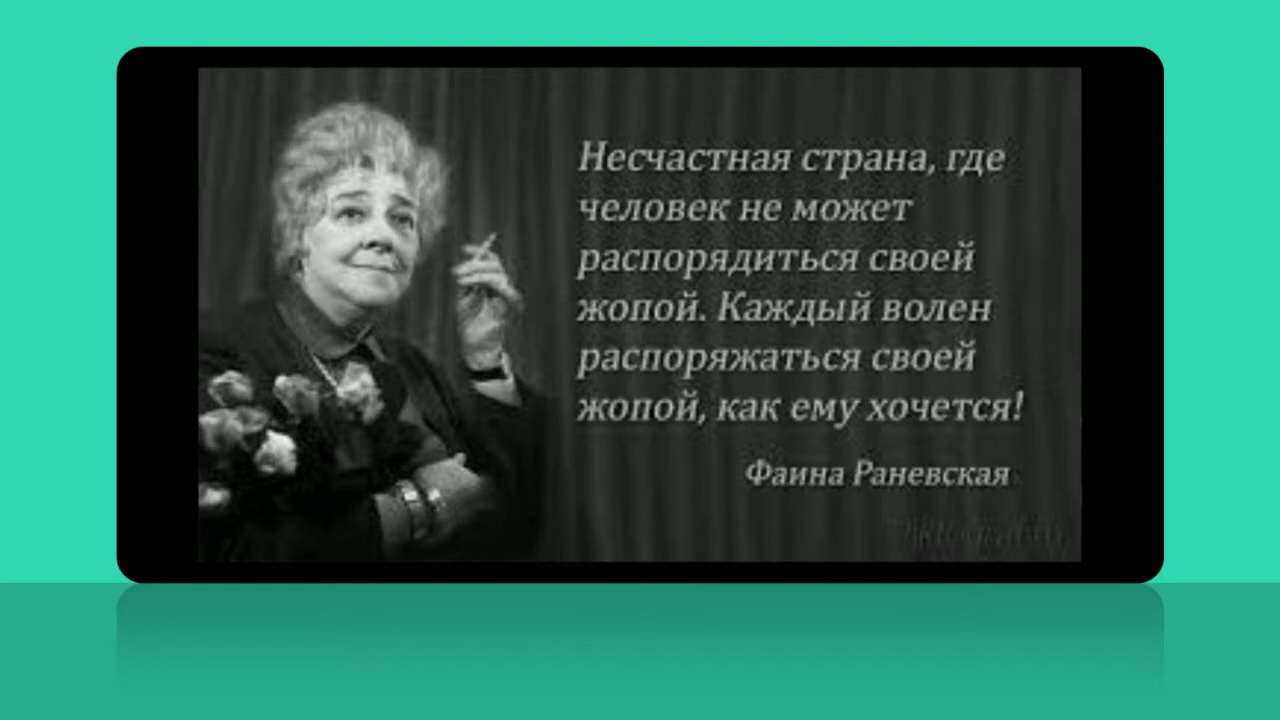 Несчастная страна, где
человек не может
распорядиться своей
жопой. Каждый волен
распоряжаться своей
жопой, как ему хочется!
Фаина Раневская